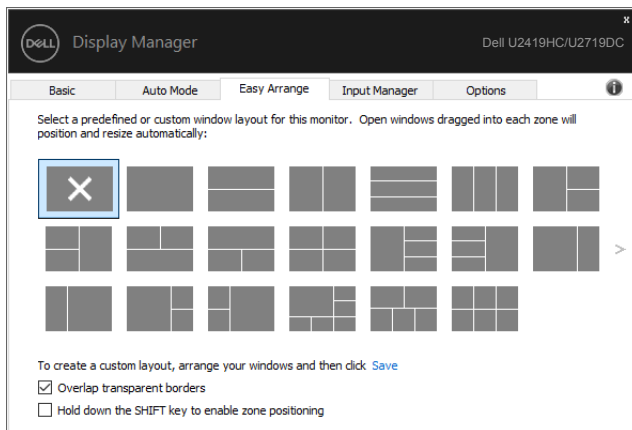 x
DELL Display Manager Dell U2419HC/U2719DC
Basic Auto Mode Easy Arrange Input Manager Options
Select a predefined or custom window layout for this monitor. Open windows dragged into each zone will
position and resize automatically:
To create a custom layout, arrange your windows and then click Save
Overlap transparent borders
Hold down the SHIFT key to enable zone positioning